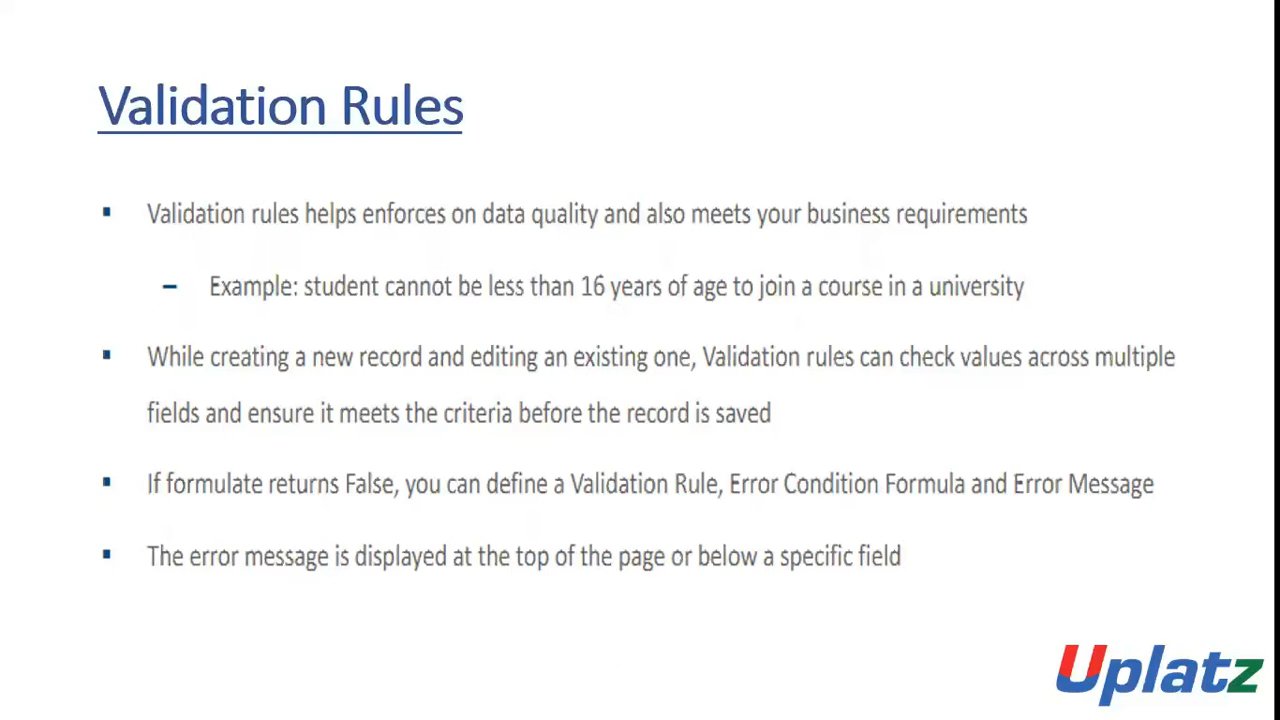 Validation Rules
▪ Validation rules helps enforces on data quality and also meets your business requirements
– Example: student cannot be less than 16 years of age to join a course in a university
▪ While creating a new record and editing an existing one, Validation rules can check values across multiple
fields and ensure it meets the criteria before the record is saved
▪ If formulate returns False, you can define a Validation Rule, Error Condition Formula and Error Message
▪ The error message is displayed at the top of the page or below a specific field
Uplatz